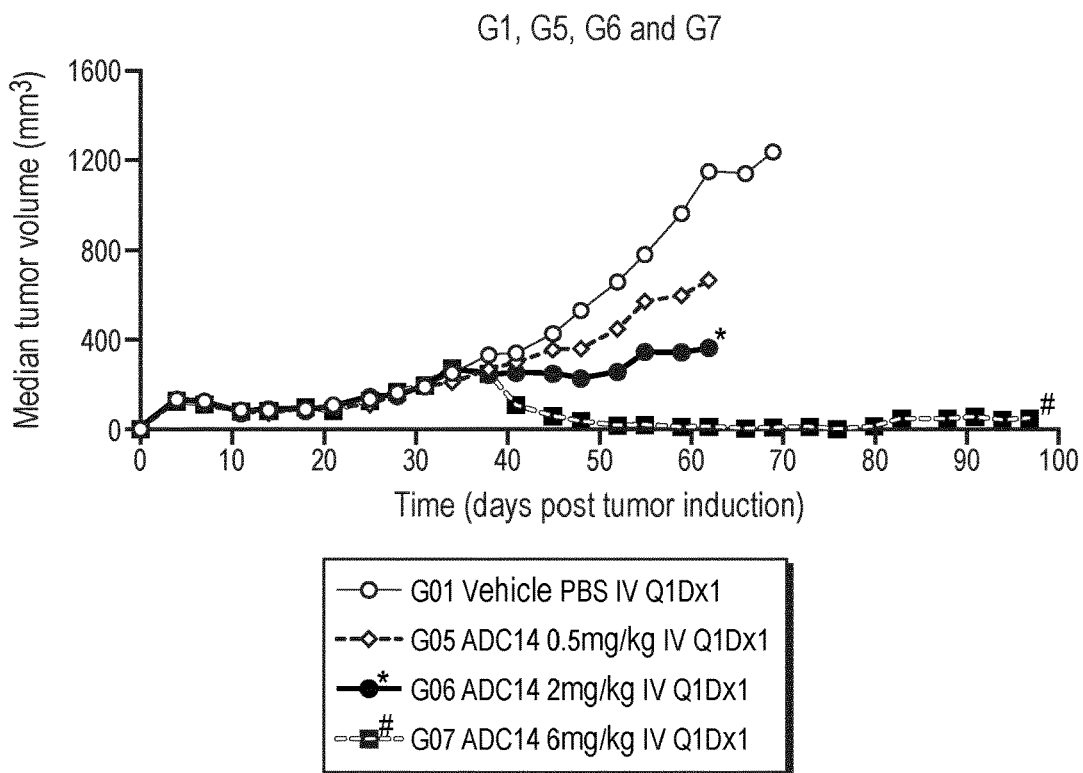 G1, G5, G6 and G7
Median tumor volume (mm³)
1600
1200
800
400
0
*
#
0 10 20 30 40 50 60 70 80 90 100
Time (days post tumor induction)
G01 Vehicle PBS IV Q1Dx1
G05 ADC14 0.5mg/kg IV Q1Dx1
* G06 ADC14 2mg/kg IV Q1Dx1
# G07 ADC14 6mg/kg IV Q1Dx1